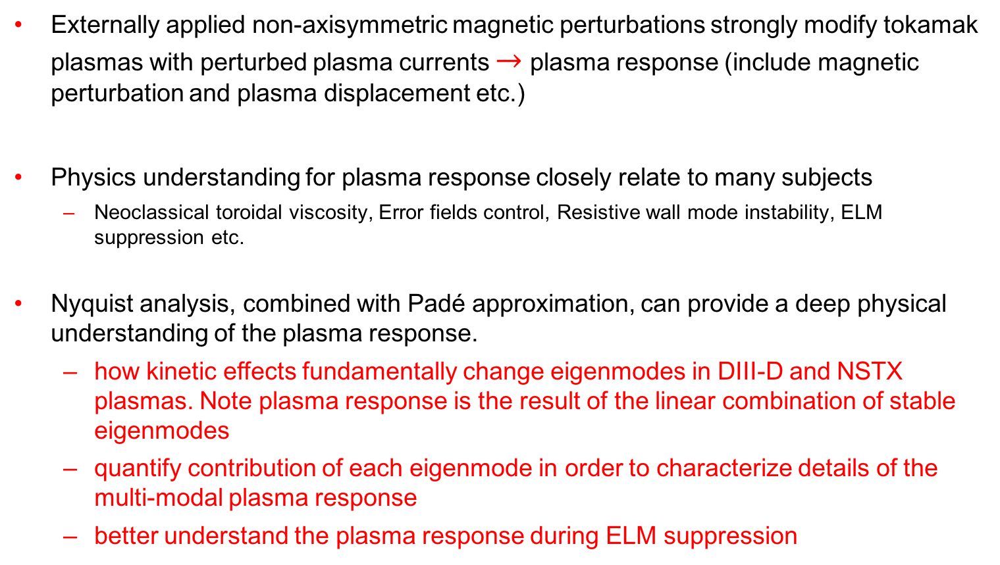 • Externally applied non-axisymmetric magnetic perturbations strongly modify tokamak
plasmas with perturbed plasma currents → plasma response (include magnetic
perturbation and plasma displacement etc.)
• Physics understanding for plasma response closely relate to many subjects
– Neoclassical toroidal viscosity, Error fields control, Resistive wall mode instability, ELM
suppression etc.
• Nyquist analysis, combined with Padé approximation, can provide a deep physical
understanding of the plasma response.
– how kinetic effects fundamentally change eigenmodes in DIII-D and NSTX
plasmas. Note plasma response is the result of the linear combination of stable
eigenmodes
– quantify contribution of each eigenmode in order to characterize details of the
multi-modal plasma response
– better understand the plasma response during ELM suppression